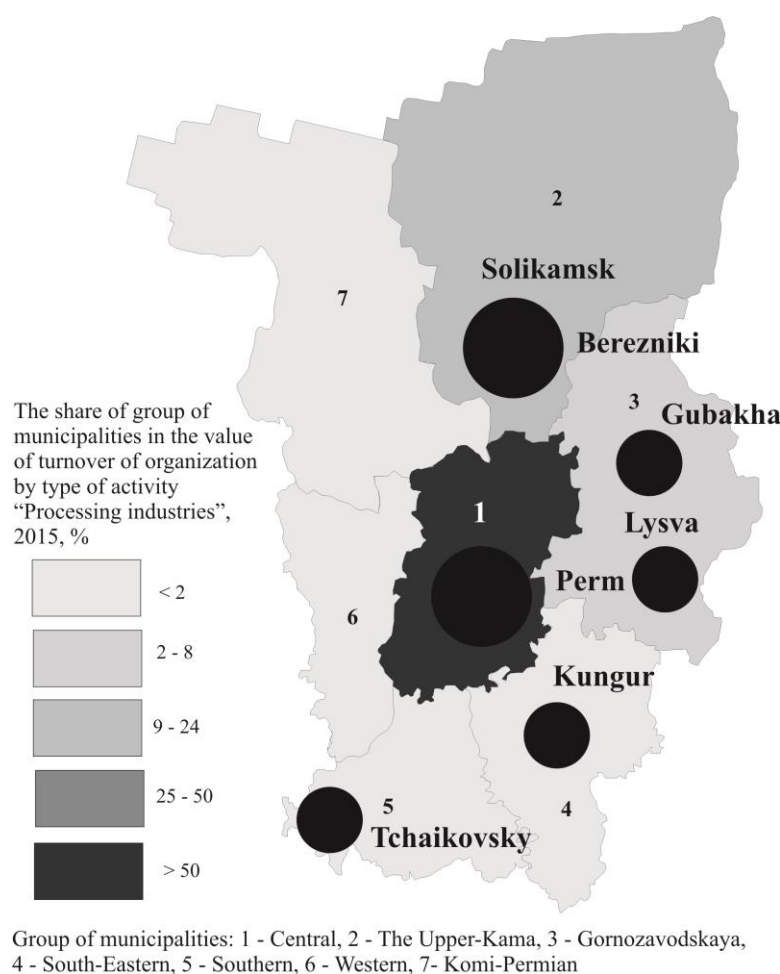 2
Solikamsk
7
Berezniki
The share of group of
municipalities in the value
of turnover of organization
by type of activity
“Processing industries”,
2015, %
3
Gubakha
1
Lysva
< 2
Perm
6
2 - 8
Kungur
9 - 24
25 - 50
5
4
Tchaikovsky
> 50
Group of municipalities: 1 - Central, 2 - The Upper-Kama, 3 - Gornozavodskaya,
4 - South-Eastern, 5 - Southern, 6 - Western, 7- Komi-Permian